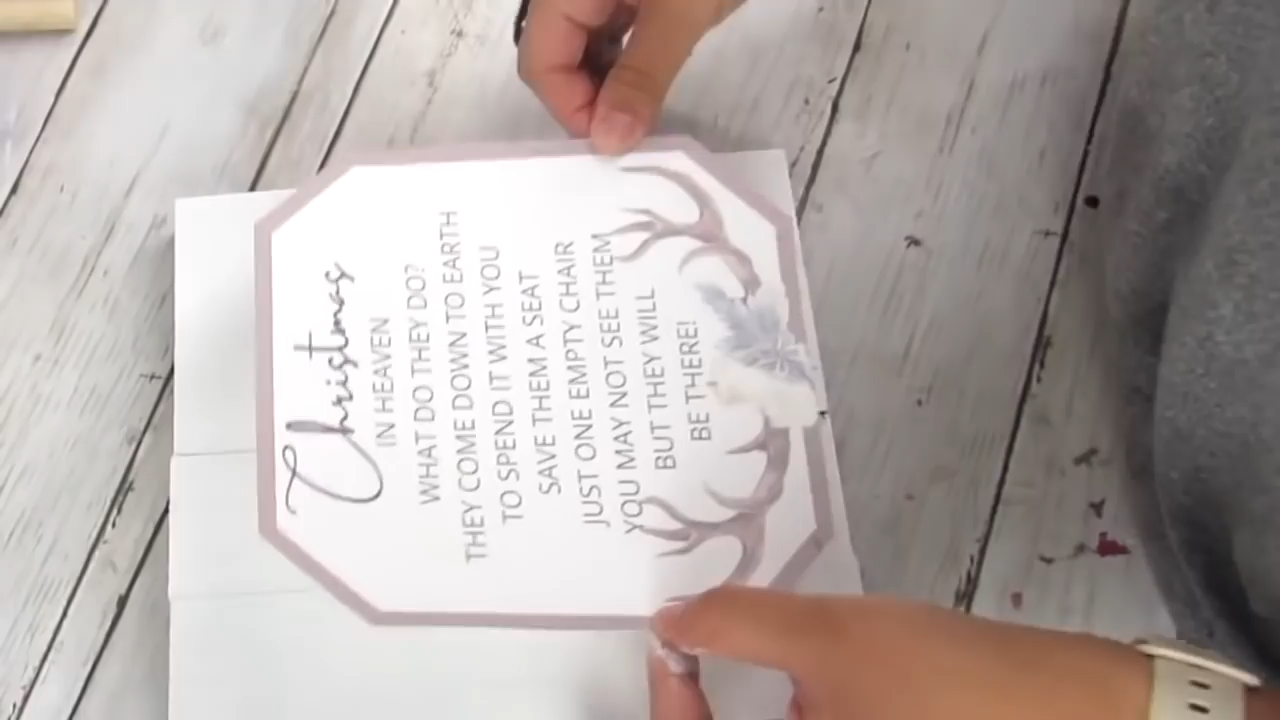 Christmas
IN HEAVEN
WHAT DO THEY DO?
THEY COME DOWN TO EARTH
TO SPEND IT WITH YOU
SAVE THEM A SEAT
JUST ONE EMPTY CHAIR
YOU MAY NOT SEE THEM
BUT THEY WILL
BE THERE!